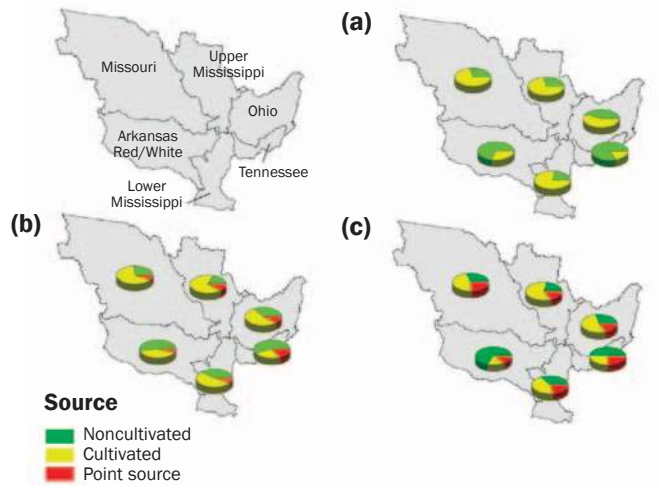 (a)
Missouri
Upper
Mississippi
Ohio
Arkansas
Red/White
Tennessee
Lower
Mississippi
(b)
(c)
Source
Noncultivated
Cultivated
Point source